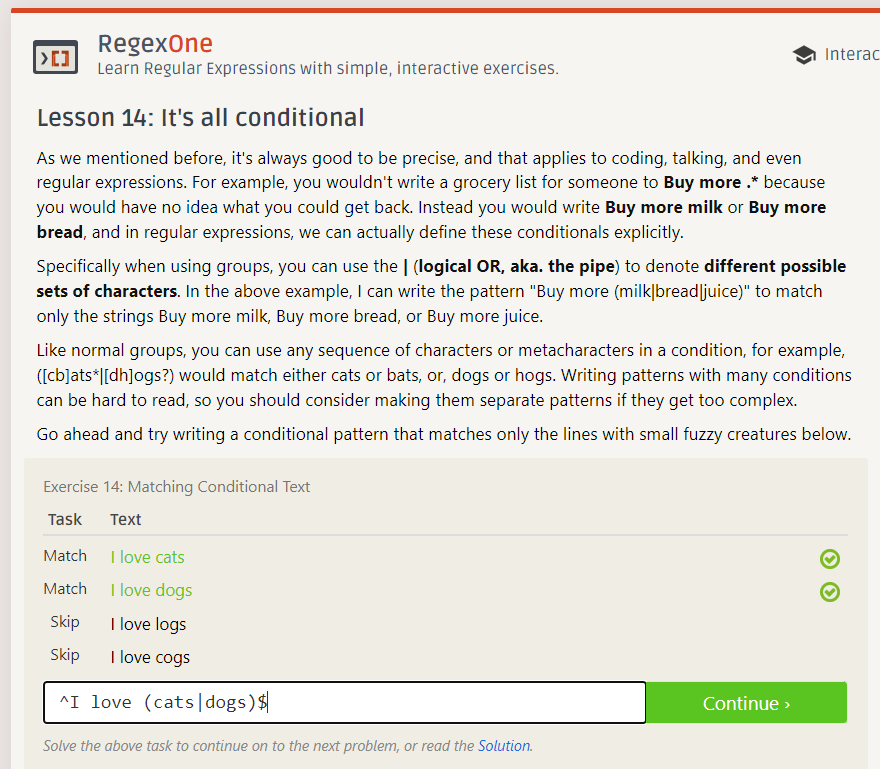 RegexOne
Learn Regular Expressions with simple, interactive exercises.
Interac
Lesson 14: It's all conditional
As we mentioned before, it's always good to be precise, and that applies to coding, talking, and even
regular expressions. For example, you wouldn't write a grocery list for someone to Buy more .* because
you would have no idea what you could get back. Instead you would write Buy more milk or Buy more
bread, and in regular expressions, we can actually define these conditionals explicitly.
Specifically when using groups, you can use the | (logical OR, aka. the pipe) to denote different possible
sets of characters. In the above example, I can write the pattern "Buy more (milk|bread|juice)" to match
only the strings Buy more milk, Buy more bread, or Buy more juice.
Like normal groups, you can use any sequence of characters or metacharacters in a condition, for example,
([cb]ats*|[dh]ogs?) would match either cats or bats, or, dogs or hogs. Writing patterns with many conditions
can be hard to read, so you should consider making them separate patterns if they get too complex.
Go ahead and try writing a conditional pattern that matches only the lines with small fuzzy creatures below.
Exercise 14: Matching Conditional Text
Task Text
Match I love cats
Match I love dogs
Skip I love logs
Skip I love cogs
^I love (cats|dogs)$
Continue ›
Solve the above task to continue on to the next problem, or read the Solution.